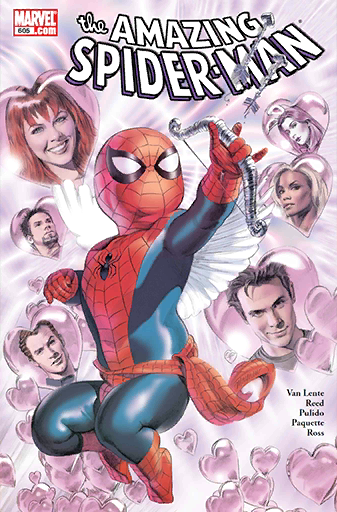 MARVEL
605 .com
the AMAZING
SPIDER-MAN
Van Lente
Reed
Pulido
Paquette
Ross